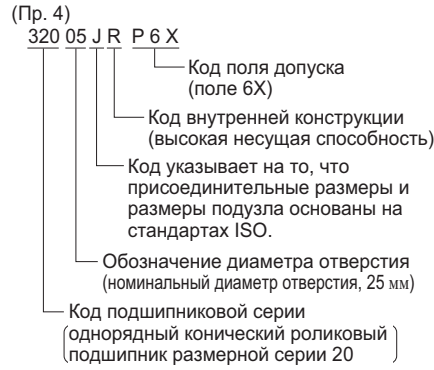 (Пр. 4)
320 05 J R P 6 X
Код поля допуска
(поле 6X)
Код внутренней конструкции
(высокая несущая способность)
Код указывает на то, что
присоединительные размеры и
размеры подузла основаны на
стандартах ISO.
Обозначение диаметра отверстия
(номинальный диаметр отверстия, 25 мм)
Код подшипниковой серии
(однорядный конический роликовый
подшипник размерной серии 20)